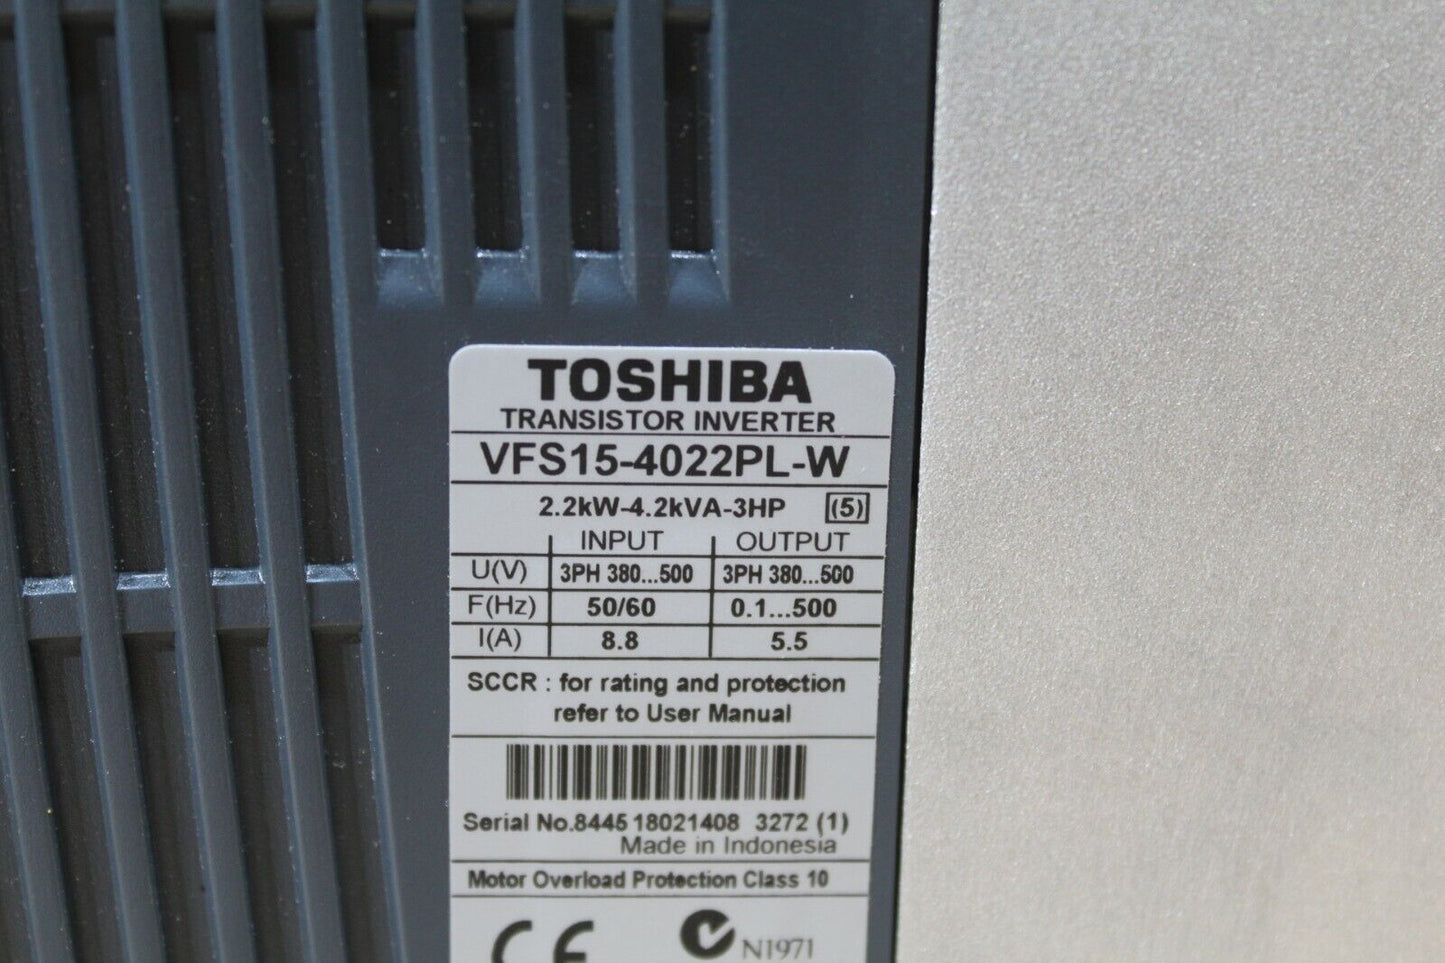 TOSHIBA
TRANSISTOR INVERTER
VFS15-4022PL-W
2.2kW-4.2kVA-3HP (5)
INPUT OUTPUT
U(V) 3PH 380...500 3PH 380...500
F(Hz) 50/60 0.1...500
I(A) 8.8 5.5
SCCR : for rating and protection
refer to User Manual
Serial No.8445 18021408 3272 (1)
Made in Indonesia
Motor Overload Protection Class 10
CE N1971